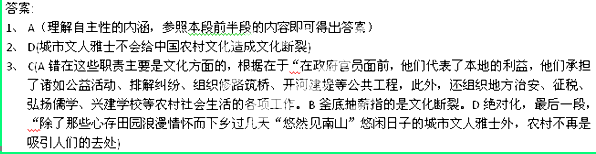 答案:
1、 A（理解自主性的内涵，参照本段前半段的内容即可得出答案）
2、 D{城市文人雅士不会给中国农村文化造成文化断裂}
3、 C{A 错在这些职责主要是文化方面的，根据在于“在政府官员面前，他们代表了本地的利益，他们承担
了诸如公益活动、排解纠纷、组织修路筑桥、开河建堤等公共工程，此外，还组织地方治安、征税、
弘扬儒学、兴建学校等农村社会生活的各项工作。B 釜底抽薪指的是文化断裂。D 绝对化，最后一段，
“除了那些心存田园浪漫情怀而下乡过几天“悠然见南山”悠闲日子的城市文人雅士外，农村不再是
吸引人们的去处}